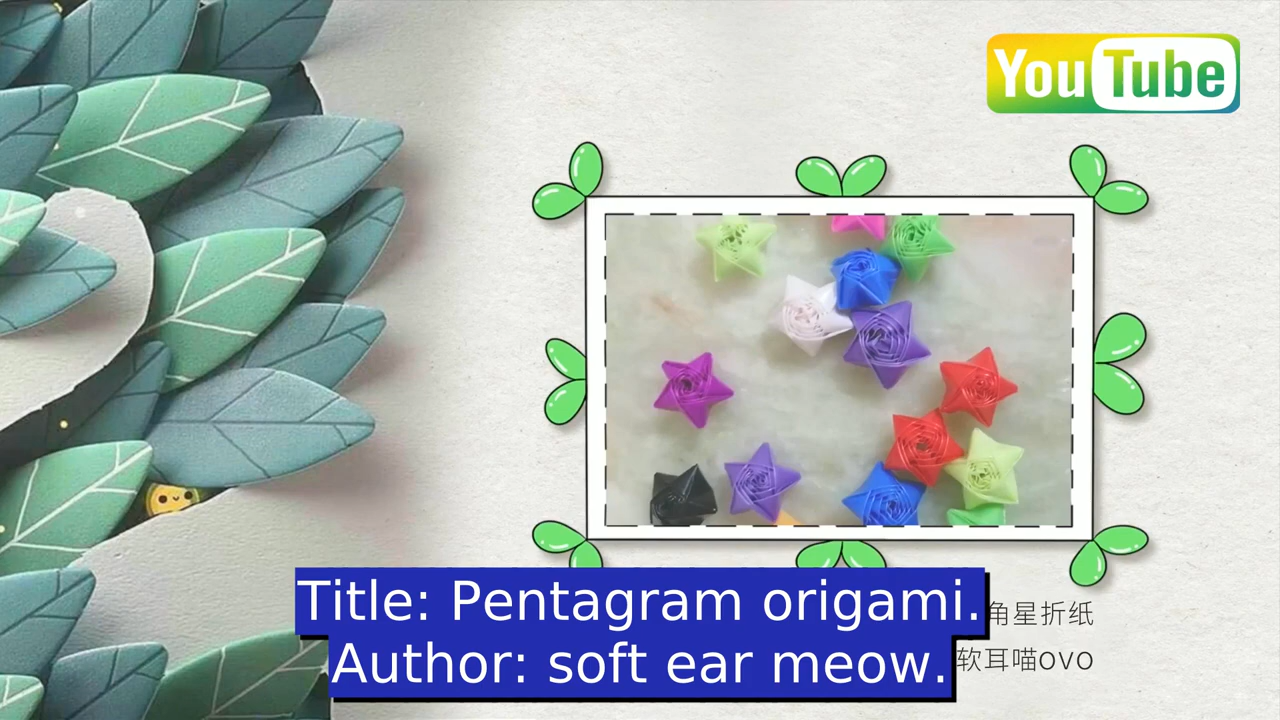 YouTube
Title: Pentagram origami.
角星折纸
Author: soft ear meow.
软耳喵OVO